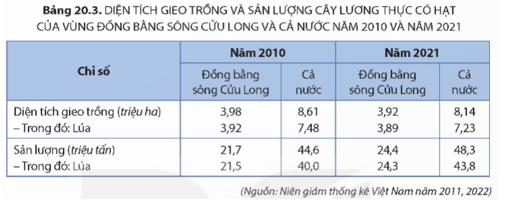 Bảng 20.3. DIỆN TÍCH GIEO TRỒNG VÀ SẢN LƯỢNG CÂY LƯƠNG THỰC CÓ HẠT
CỦA VÙNG ĐỒNG BẰNG SÔNG CỬU LONG VÀ CẢ NƯỚC NĂM 2010 VÀ NĂM 2021
Chỉ số Năm 2010 Năm 2021
Đồng bằng sông Cửu Long Cả nước Đồng bằng sông Cửu Long Cả nước
Diện tích gieo trồng (triệu ha) 3,98 8,61 3,92 8,14
– Trong đó: Lúa 3,92 7,48 3,89 7,23
Sản lượng (triệu tấn) 21,7 44,6 24,4 48,3
– Trong đó: Lúa 21,5 40,0 24,3 43,8
(Nguồn: Niên giám thống kê Việt Nam năm 2011, 2022)